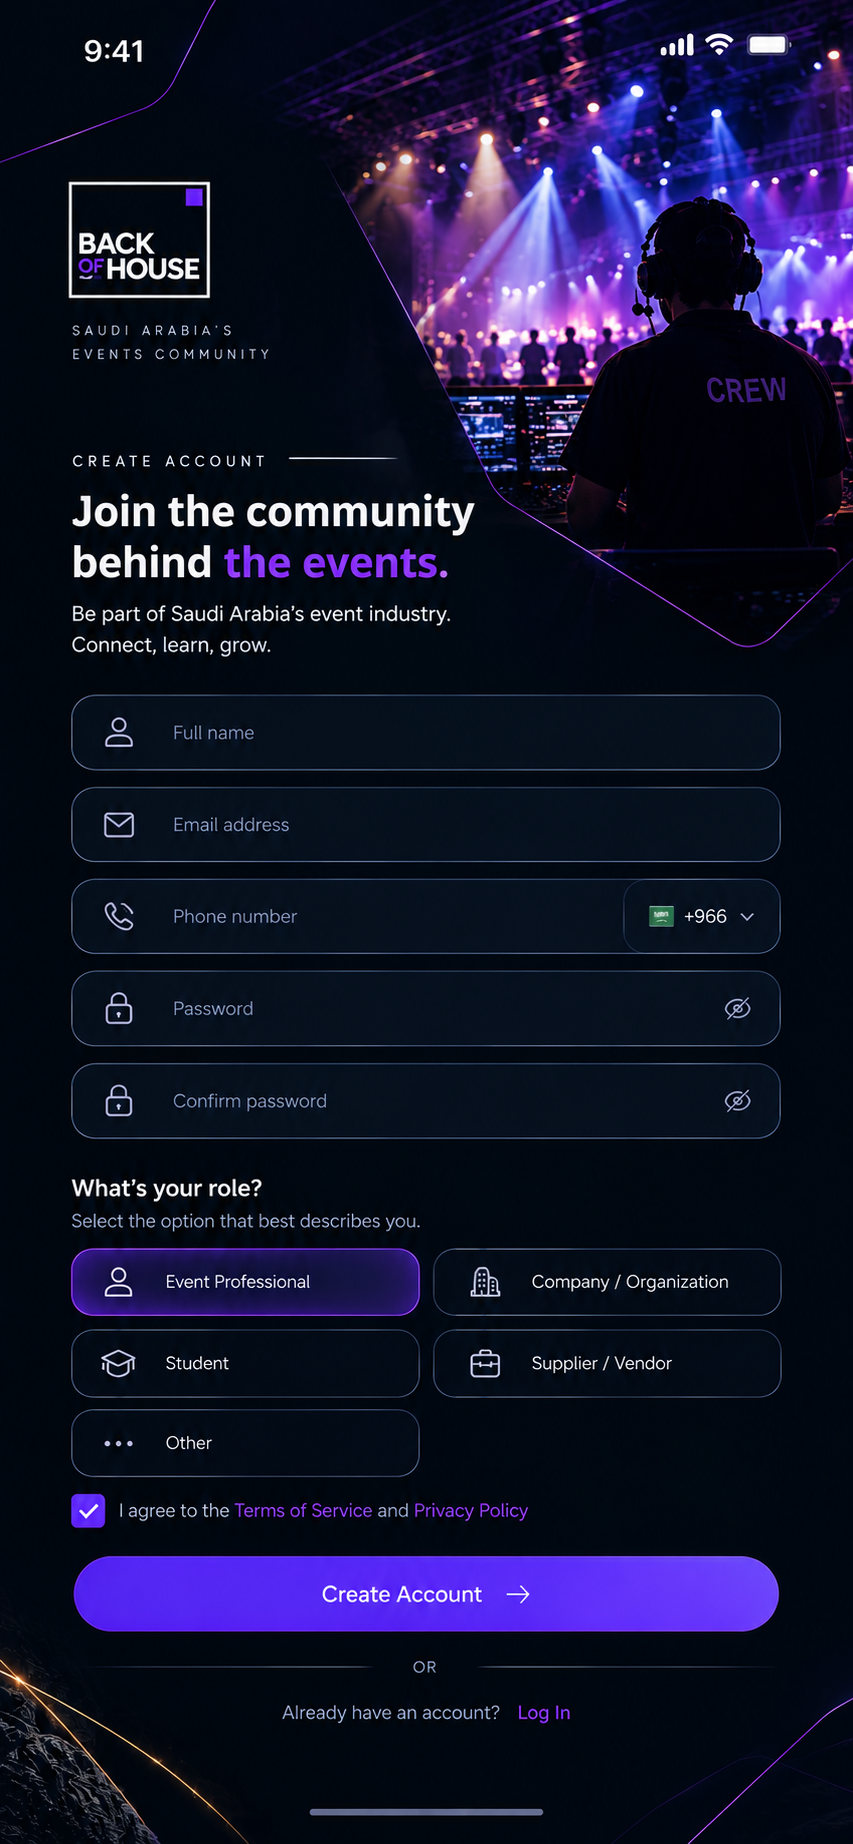 9:41
BACK
OF HOUSE
SAUDI ARABIA'S
EVENTS COMMUNITY
CREW
CREATE ACCOUNT
Join the community
behind the events.
Be part of Saudi Arabia's event industry.
Connect, learn, grow.
Full name
Email address
Phone number
+966
Password
Confirm password
What's your role?
Select the option that best describes you.
Event Professional
Company / Organization
Student
Supplier / Vendor
Other
I agree to the Terms of Service and Privacy Policy
Create Account
OR
Already have an account? Log In